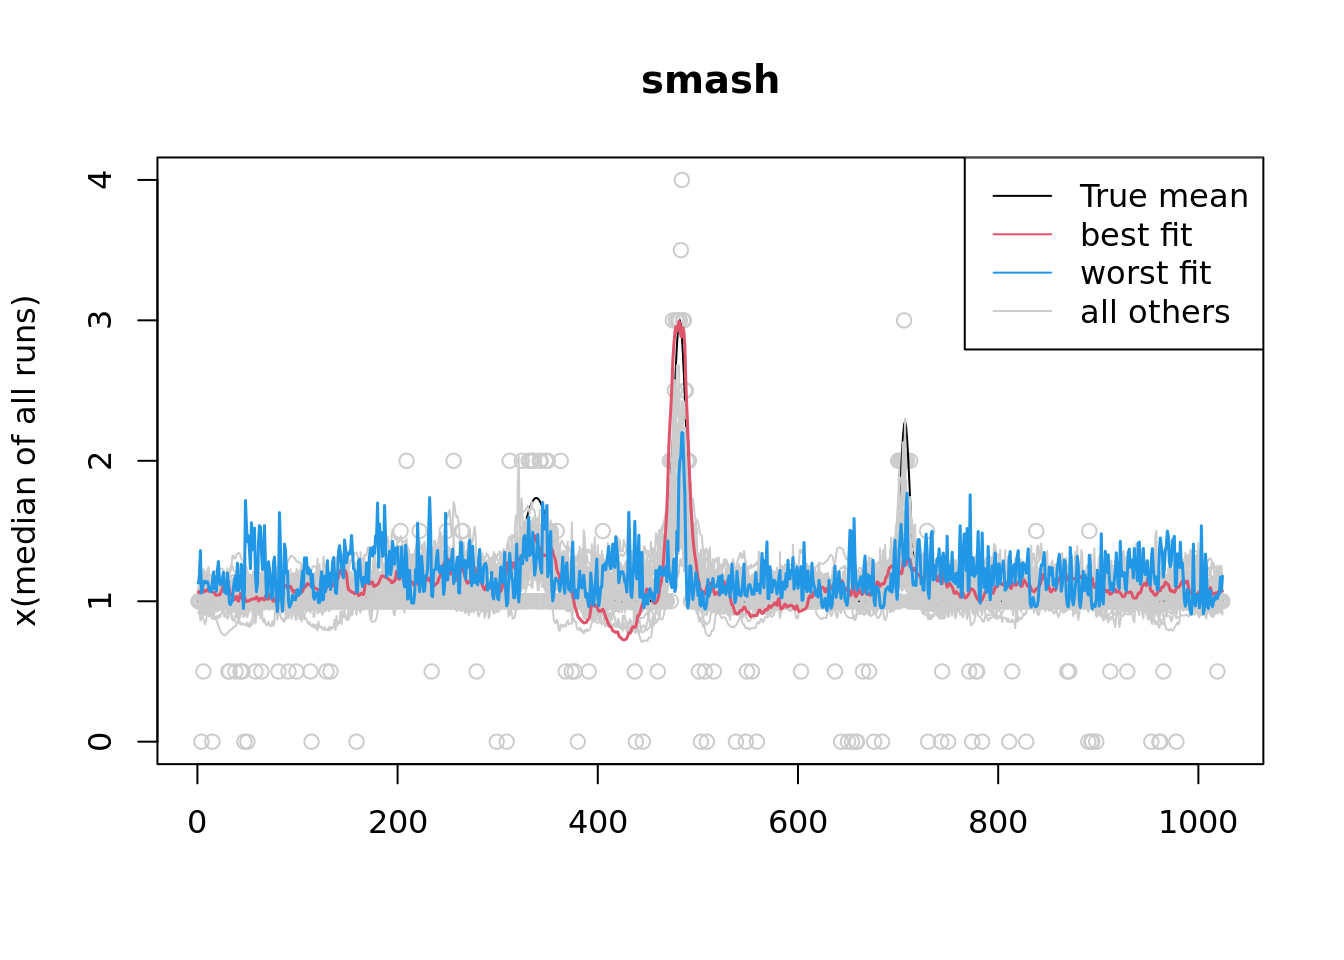 smash
x(median of all runs)
4
3
2
1
0
True mean
best fit
worst fit
all others
0 200 400 600 800 1000